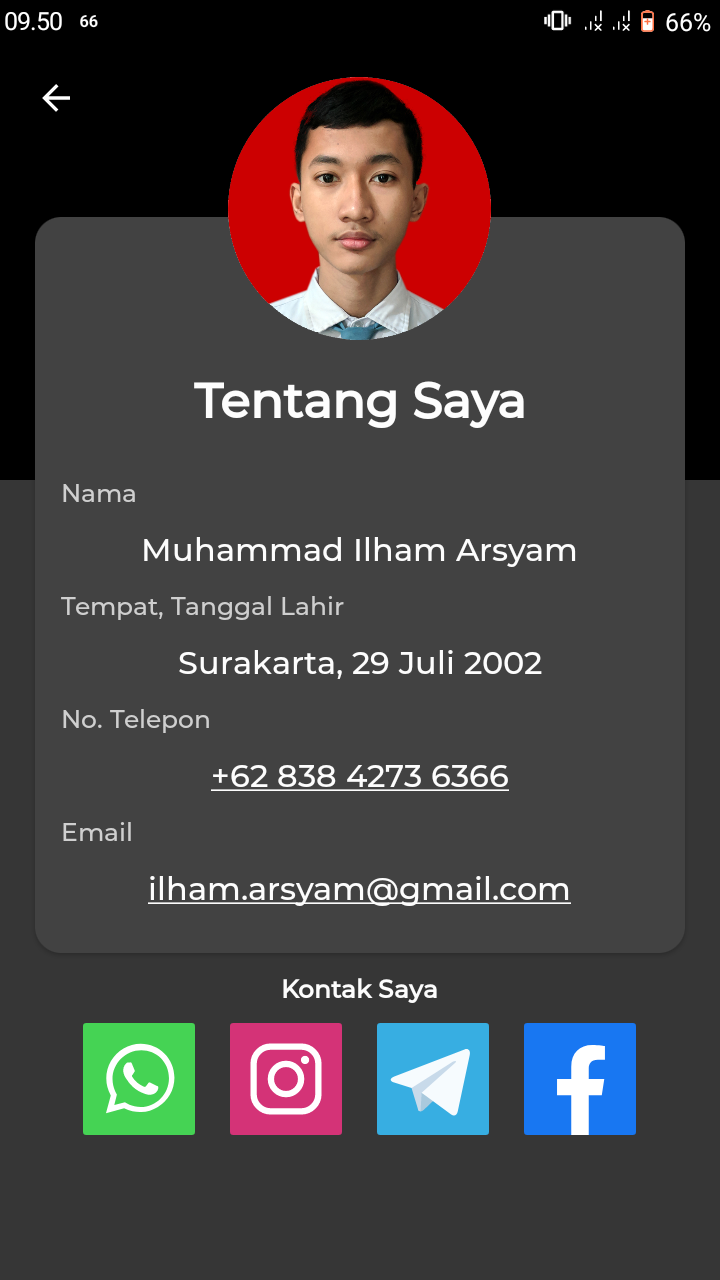 09.50 66 66%
Tentang Saya
Nama
Muhammad Ilham Arsyam
Tempat, Tanggal Lahir
Surakarta, 29 Juli 2002
No. Telepon
+62 838 4273 6366
Email
ilham.arsyam@gmail.com
Kontak Saya